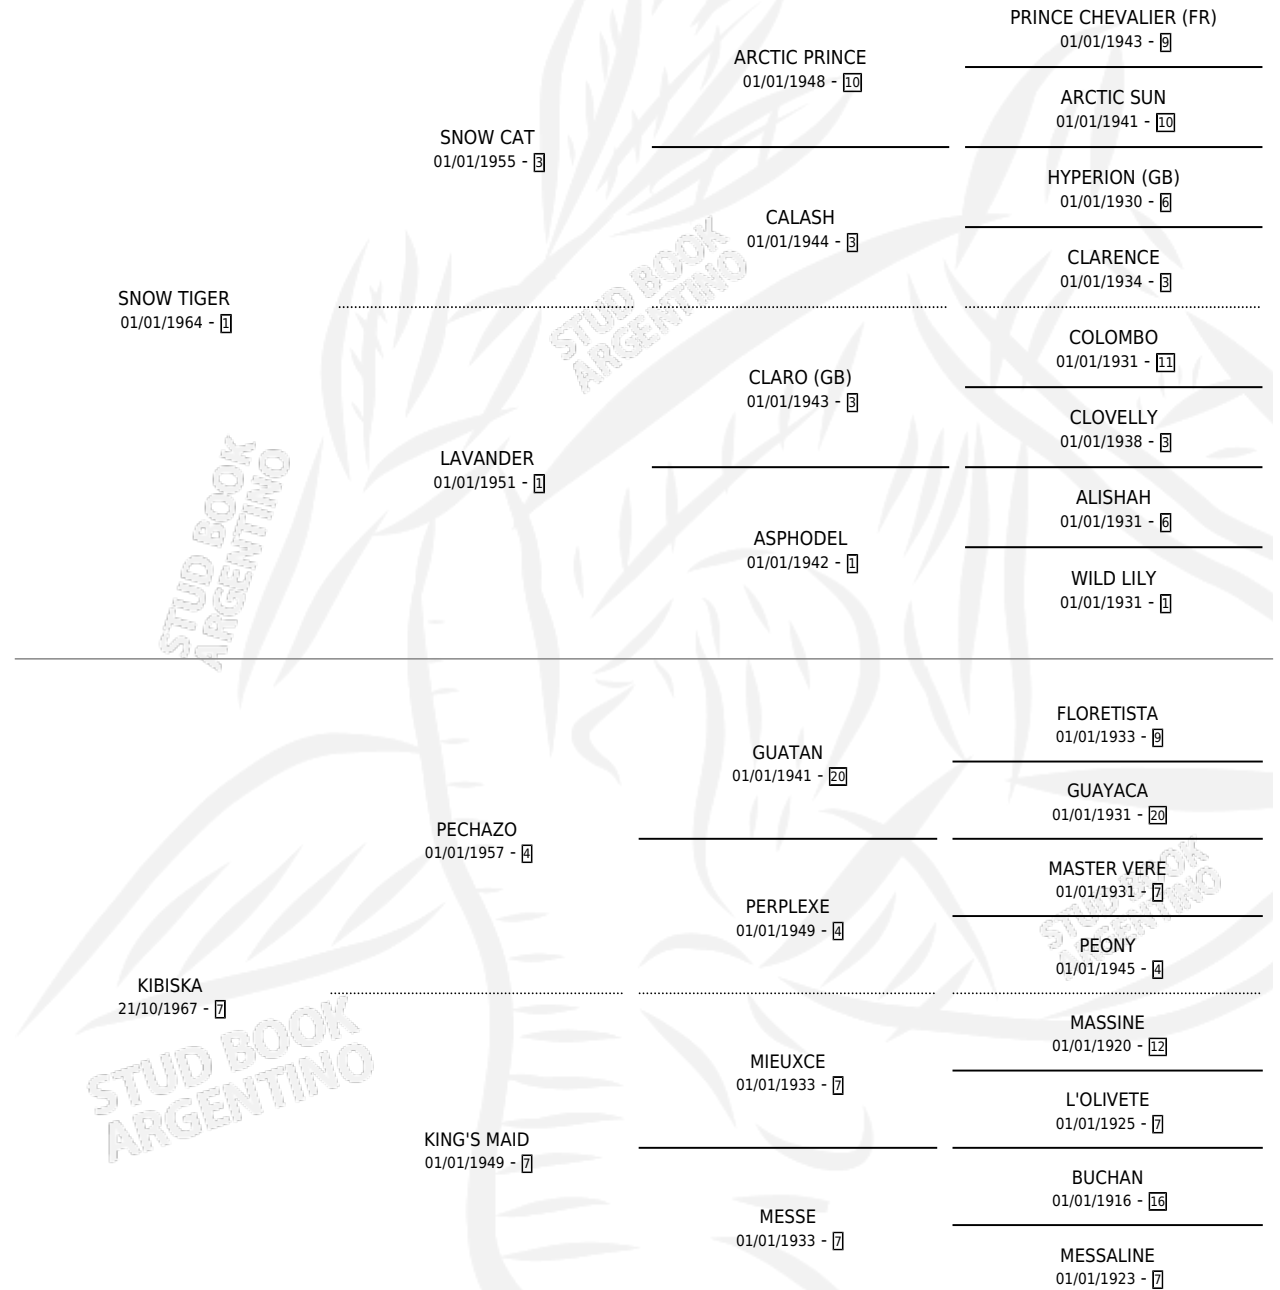 PRINCE CHEVALIER (FR)
01/01/1943 - 9
ARCTIC PRINCE
01/01/1948 - 10
ARCTIC SUN
01/01/1941 - 10
SNOW CAT
01/01/1955 - 3
HYPERION (GB)
01/01/1930 - 6
CALASH
01/01/1944 - 3
CLARENCE
01/01/1934 - 3
SNOW TIGER
01/01/1964 - 1
STUD BOOK
ARGENTINO
COLOMBO
01/01/1931 - 11
CLARO (GB)
01/01/1943 - 3
CLOVELLY
01/01/1938 - 3
LAVANDER
01/01/1951 - 1
ALISHAH
01/01/1931 - 6
ASPHODEL
01/01/1942 - 1
WILD LILY
01/01/1931 - 1
STUD BOOK
ARGENTINO
FLORETISTA
01/01/1933 - 9
GUATAN
01/01/1941 - 20
GUAYACA
01/01/1931 - 20
PECHAZO
01/01/1957 - 4
MASTER VERE
01/01/1931 - 7
PERPLEXE
01/01/1949 - 4
STUD BOOK
ARGENTINO
PEONY
01/01/1945 - 4
KIBISKA
21/10/1967 - 7
MASSINE
01/01/1920 - 12
MIEUXCE
01/01/1933 - 7
STUD BOOK
ARGENTINO
L'OLIVETE
01/01/1925 - 7
KING'S MAID
01/01/1949 - 7
BUCHAN
01/01/1916 - 16
MESSE
01/01/1933 - 7
MESSALINE
01/01/1923 - 7